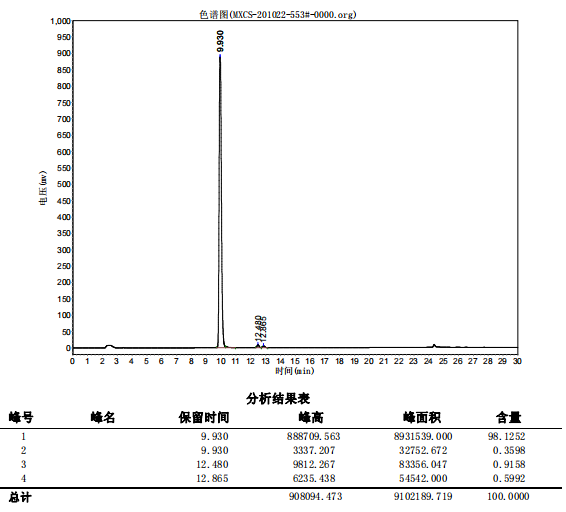 色谱图(MXCS-201022-553#-0000.org)
1,000
950
900
850
800
750
700
650
600
550
500
450
400
350
300
250
200
150
100
50
0
电压(mv)
9.930
12.480
12.865
0 1 2 3 4 5 6 7 8 9 10 11 12 13 14 15 16 17 18 19 20 21 22 23 24 25 26 27 28 29 30
时间(min)
分析结果表
峰号 峰名 保留时间 峰高 峰面积 含量
1 9.930 888709.563 8931539.000 98.1252
2 9.930 3337.207 32752.672 0.3598
3 12.480 9812.267 83356.047 0.9158
4 12.865 6235.438 54542.000 0.5992
总计 908094.473 9102189.719 100.0000